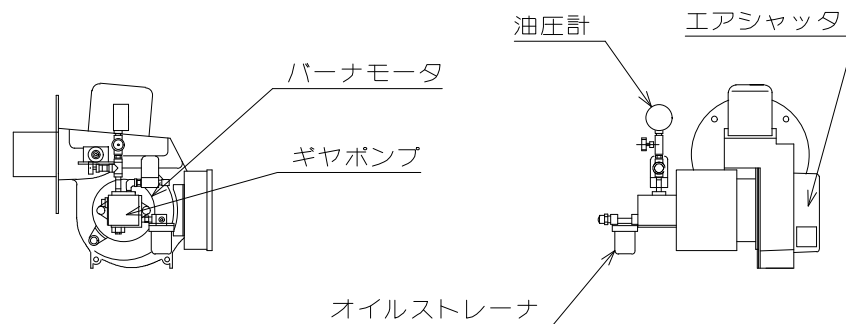 油圧計
エアシャッタ
バーナモータ
ギヤポンプ
オイルストレーナ